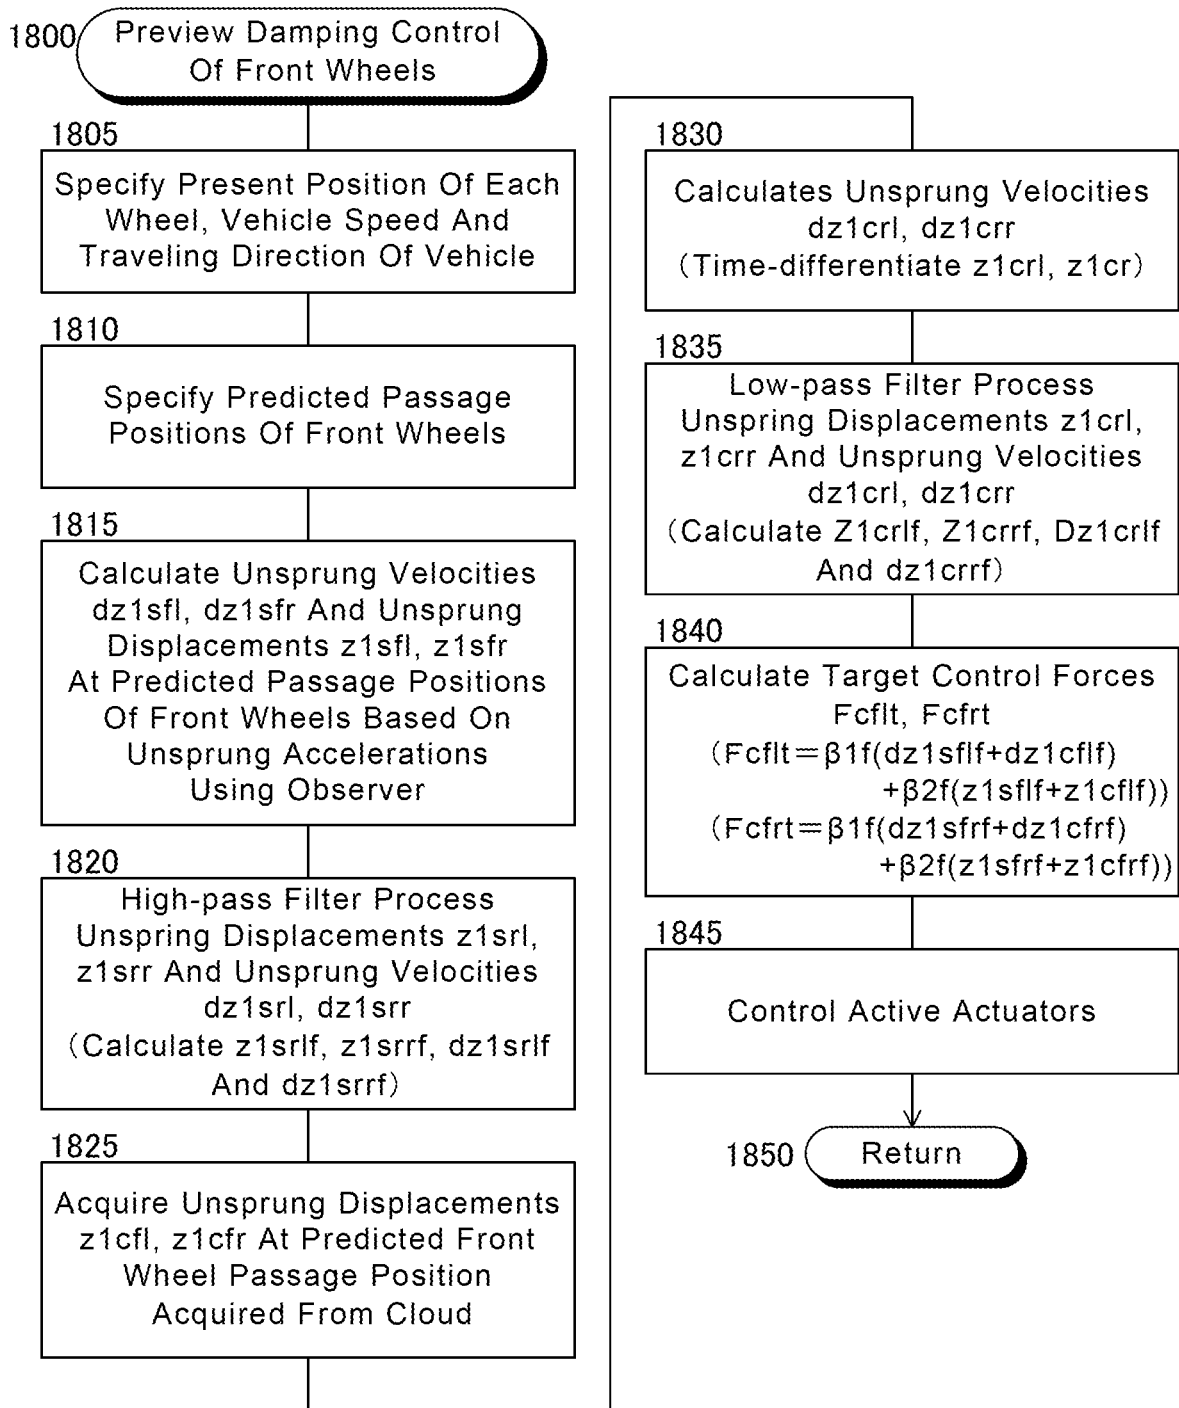 1800
Preview Damping Control
Of Front Wheels
1805
Specify Present Position Of Each
Wheel, Vehicle Speed And
Traveling Direction Of Vehicle
1810
Specify Predicted Passage
Positions Of Front Wheels
1815
Calculate Unsprung Velocities
dz1sfl, dz1sfr And Unsprung
Displacements z1sfl, z1sfr
At Predicted Passage Positions
Of Front Wheels Based On
Unsprung Accelerations
Using Observer
1820
High-pass Filter Process
Unspring Displacements z1srl,
z1srr And Unsprung Velocities
dz1srl, dz1srr
(Calculate z1srlf, z1srrf, dz1srlf
And dz1srrf)
1825
Acquire Unsprung Displacements
z1cfl, z1cfr At Predicted Front
Wheel Passage Position
Acquired From Cloud
1830
Calculates Unsprung Velocities
dz1crl, dz1crr
(Time-differentiate z1crl, z1cr)
1835
Low-pass Filter Process
Unspring Displacements z1crl,
z1crr And Unsprung Velocities
dz1crl, dz1crr
(Calculate Z1crlf, Z1crrf, Dz1crlf
And dz1crrf)
1840
Calculate Target Control Forces
Fcflt, Fcfrt
(Fcflt=β1f(dz1sflf+dz1cflf)
+β2f(z1sflf+z1cflf))
(Fcfrt=β1f(dz1sfrf+dz1cfrf)
+β2f(z1sfrf+z1cfrf))
1845
Control Active Actuators
1850
Return